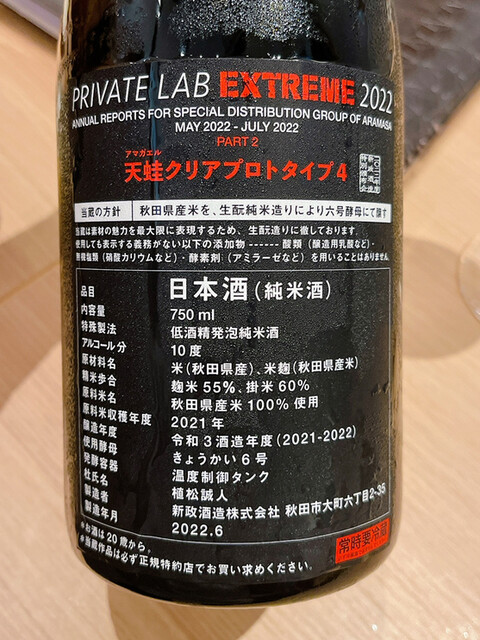 PRIVATE LAB EXTREME 2022
ANNUAL REPORTS FOR SPECIAL DISTRIBUTION GROUP OF ARAMASA
MAY 2022 - JULY 2022
PART 2
アマガエル
天蛙クリアプロトタイプ4
当蔵の方針 秋田県産米を、生酛純米造りにより六号酵母にて醸す
当蔵は素材の魅力を最大限に表現するため、生酛造りに徹しております。
使用しても表示する義務がない以下の添加物 ------ 酸類（醸造用乳酸など）・
無機塩類（硝酸カリウムなど）・酵素剤（アミラーゼなど）を用いることはありません。
品目 日本酒（純米酒）
内容量 750 ml
特殊製法 低酒精発泡純米酒
アルコール分 10度
原材料名 米（秋田県産）、米麹（秋田県産米）
精米歩合 麹米 55%、掛米 60%
原料米名 秋田県産米 100% 使用
原料米収穫年度 2021年
醸造年度 令和3酒造年度（2021-2022）
使用酵母 きょうかい6号
発酵容器 温度制御タンク
杜氏名 植松誠人
製造者 新政酒造株式会社 秋田市大町六丁目2-35
製造年月 2022.6
*お酒は20歳から。
*当蔵作品は必ず正規特約店でお買い求めください。
常時要冷蔵